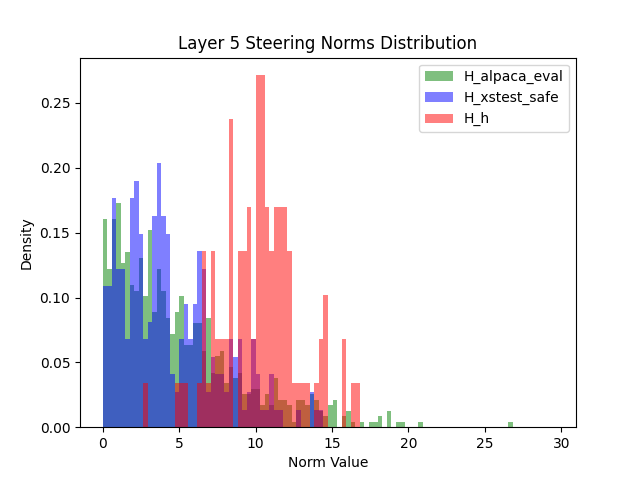 Layer 5 Steering Norms Distribution
H_alpaca_eval
H_xstest_safe
H_h
Density
0.25
0.20
0.15
0.10
0.05
0.00
0
5
10
15
20
25
30
Norm Value